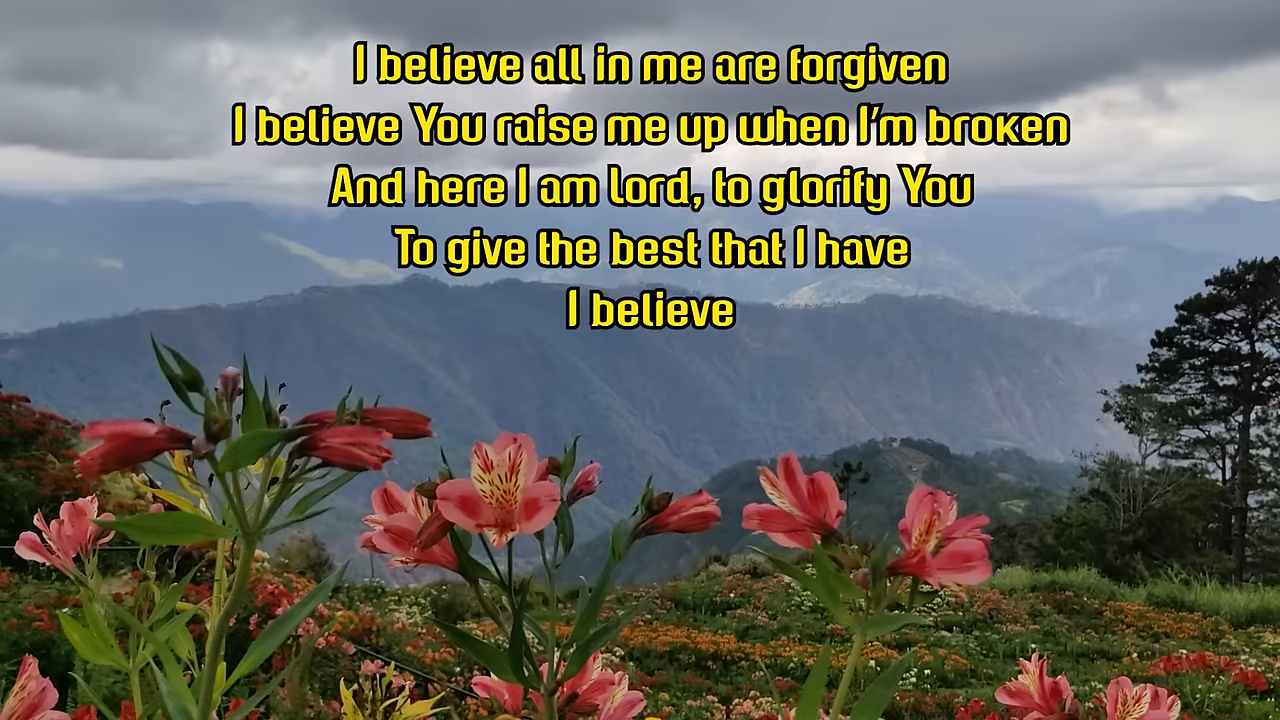 I believe all in me are forgiven
I believe You raise me up when I'm broken
And here I am Lord, to glorify You
To give the best that I have
I believe